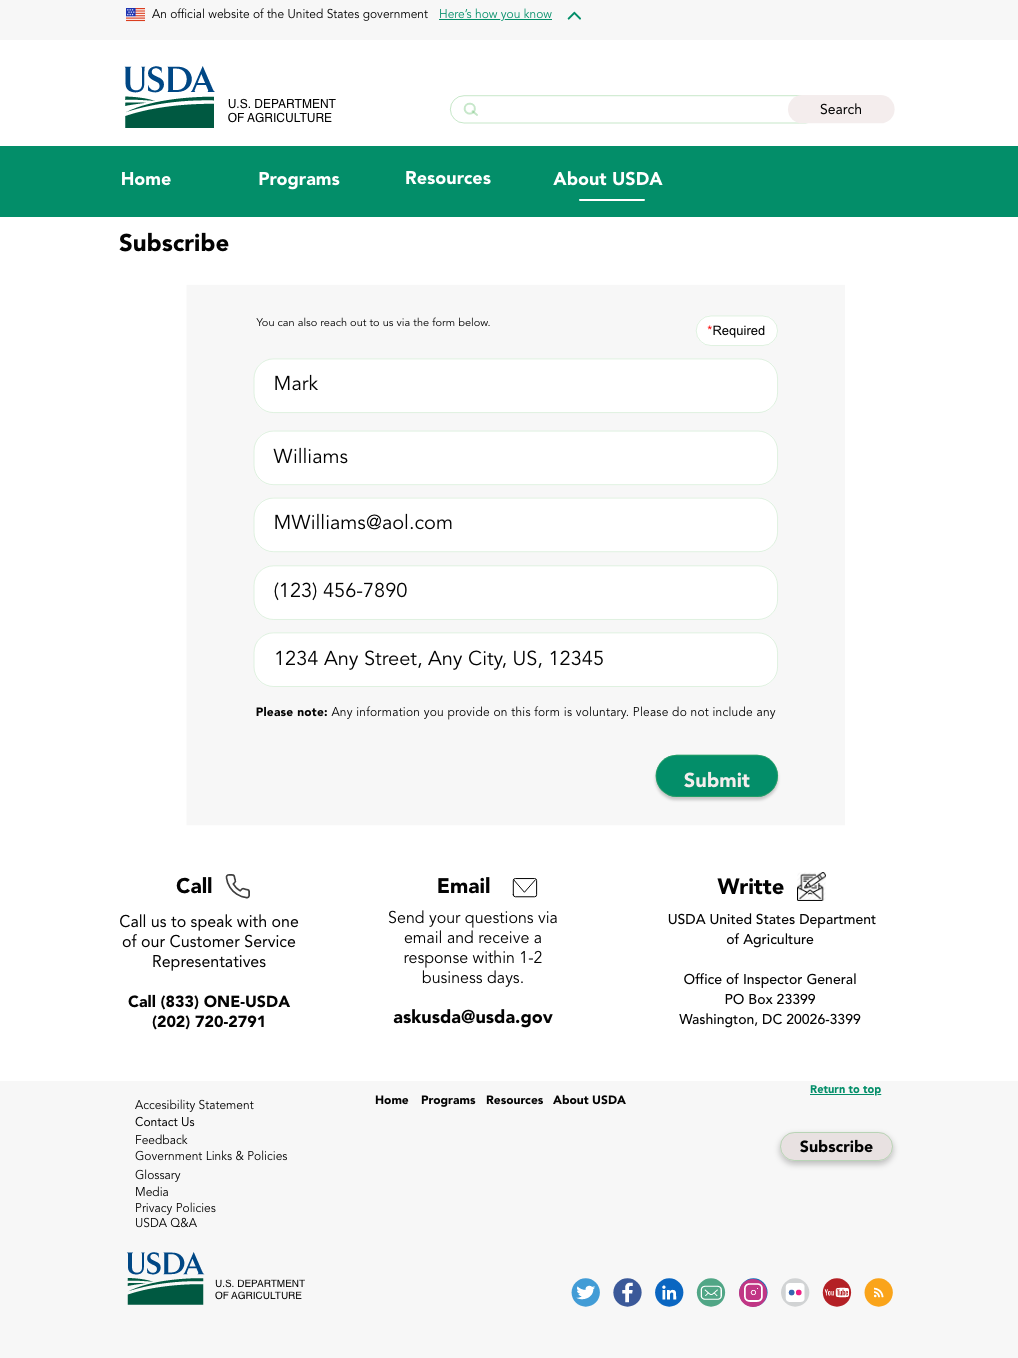 An official website of the United States government Here's how you know
USDA
U.S. DEPARTMENT
OF AGRICULTURE
Search
Home Programs Resources About USDA
Subscribe
You can also reach out to us via the form below.
*Required
Mark
Williams
MWilliams@aol.com
(123) 456-7890
1234 Any Street, Any City, US, 12345
Please note: Any information you provide on this form is voluntary. Please do not include any
Submit
Call
Call us to speak with one
of our Customer Service
Representatives
Call (833) ONE-USDA
(202) 720-2791
Email
Send your questions via
email and receive a
response within 1-2
business days.
askusda@usda.gov
Writte
USDA United States Department
of Agriculture
Office of Inspector General
PO Box 23399
Washington, DC 20026-3399
Accesibility Statement
Contact Us
Feedback
Government Links & Policies
Glossary
Media
Privacy Policies
USDA Q&A
Home Programs Resources About USDA
Return to top
Subscribe
USDA
U.S. DEPARTMENT
OF AGRICULTURE
You Tube